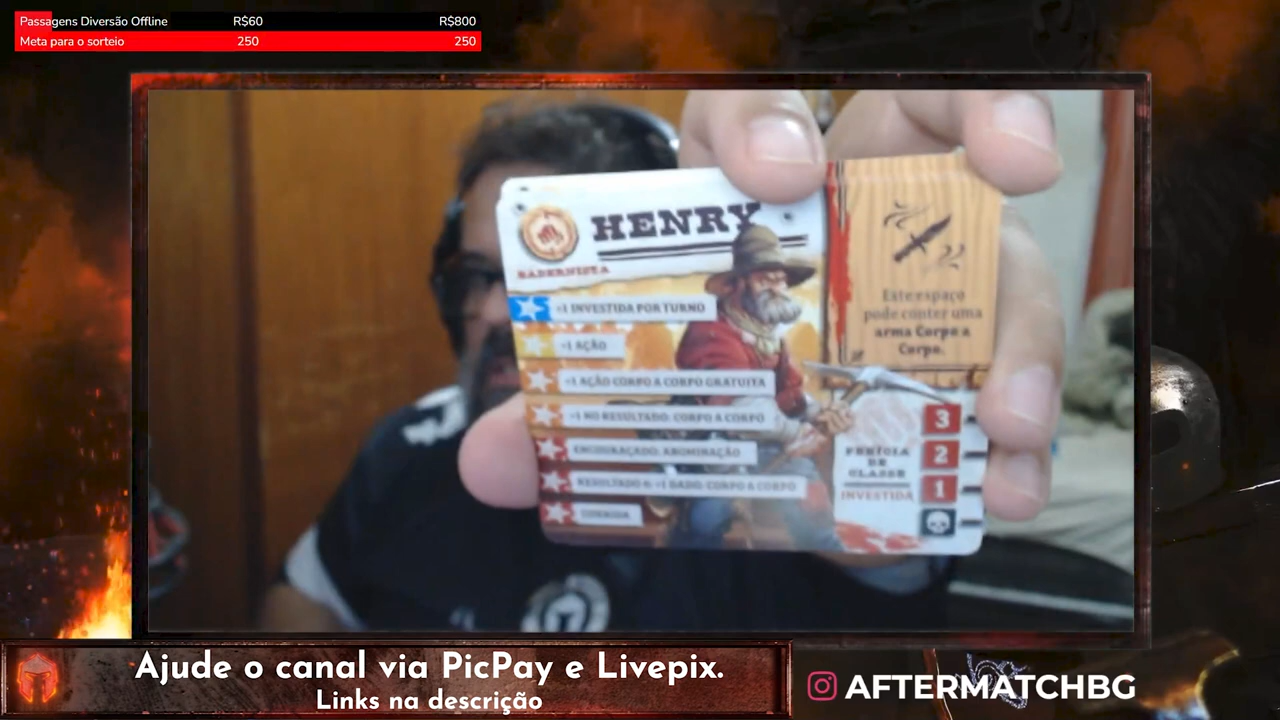 Passagens Diversão Offline R$60 R$800
Meta para o sorteio 250 250
HENRY
BADERNISTA
+1 INVESTIDA POR TURNO
+1 AÇÃO
+1 AÇÃO CORPO A CORPO GRATUITA
+1 NO RESULTADO: CORPO A CORPO
ENCOURAÇADO: ABOMINAÇÃO
RESULTADO 6: +1 DADO: CORPO A CORPO
CORRIDA
Este espaço
pode conter uma
arma Corpo a
Corpo.
PERÍCIA
DE
CLASSE
INVESTIDA
3
2
1
Ajude o canal via PicPay e Livepix.
Links na descrição
AFTERMATCHBG